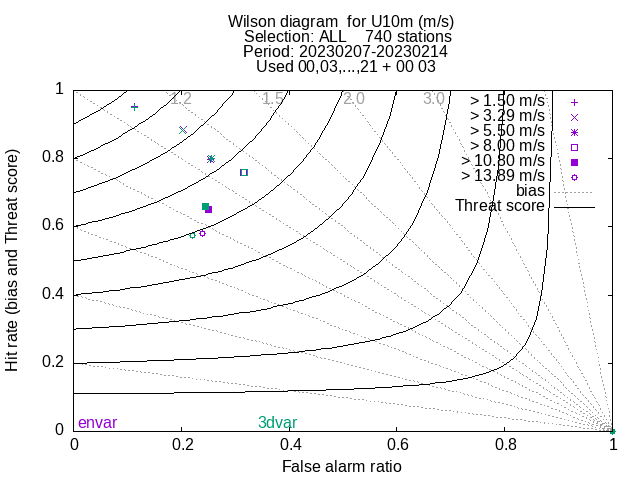 Wilson diagram  for U10m (m/s)
Selection: ALL    740 stations
Period: 20230207-20230214
Used 00,03,...,21 + 00 03
1.2 1.5 2.0 3.0
> 1.50 m/s
> 3.29 m/s
> 5.50 m/s
> 8.00 m/s
> 10.80 m/s
> 13.89 m/s
bias
Threat score
Hit rate (bias and Threat score)
1
0.8
0.6
0.4
0.2
0
envar 3dvar
0 0.2 0.4 0.6 0.8 1
False alarm ratio